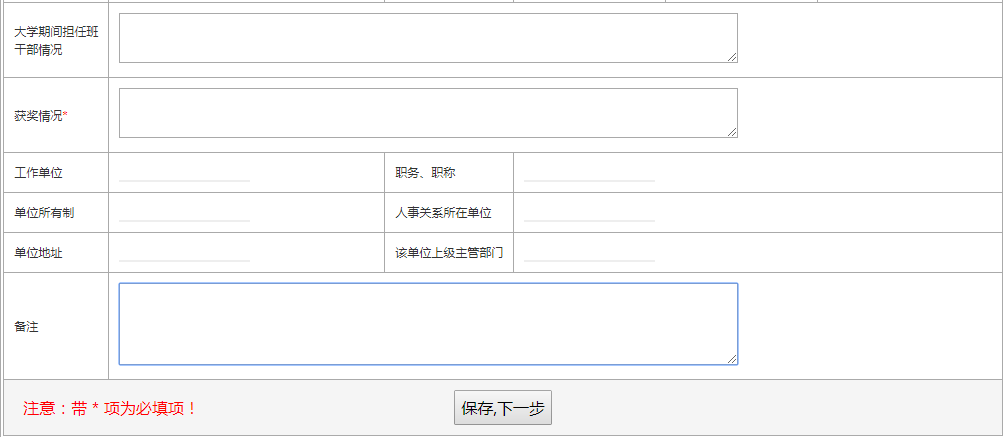 大学期间担任班
干部情况
获奖情况*
工作单位
职务、职称
单位所有制
人事关系所在单位
单位地址
该单位上级主管部门
备注
注意：带 * 项为必填项！
保存,下一步